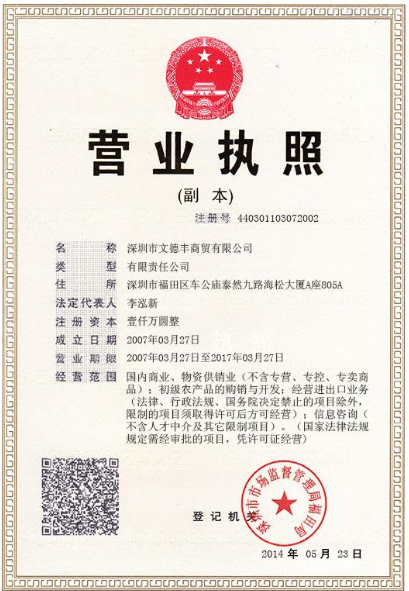 营业执照
(副 本)
注册号 440301103072002
名 称 深圳市文德丰商贸有限公司
类 型 有限责任公司
住 所 深圳市福田区车公庙泰然九路海松大厦A座805A
法定代表人 李泓新
注册资本 壹仟万圆整
成立日期 2007年03月27日
营业期限 2007年03月27日至2017年03月27日
经营范围 国内商业、物资供销业（不含专营、专控、专卖商
品）；初级农产品的购销与开发；经营进出口业务
（法律、行政法规、国务院决定禁止的项目除外，
限制的项目须取得许可后方可经营）；信息咨询（
不含人才中介及其它限制项目）。（国家法律法规
规定需经审批的项目，凭许可证经营）
深圳市市场监督管理局福田局
登记机关
2014 年 05 月 23 日